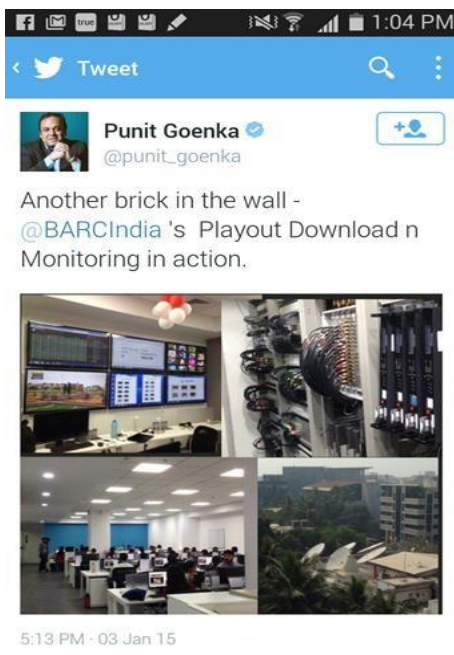 true
1:04 PM
Tweet
Punit Goenka
@punit_goenka
Another brick in the wall -
@BARCIndia 's Playout Download n
Monitoring in action.
5:13 PM · 03 Jan 15